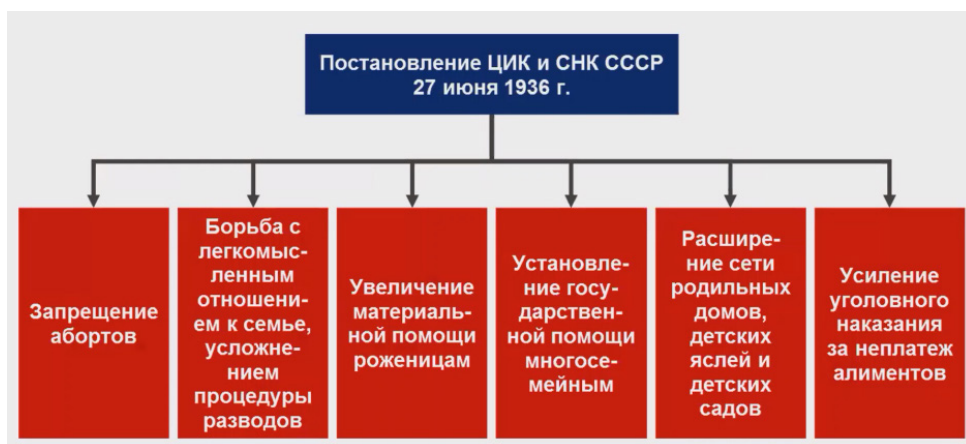 Постановление ЦИК и СНК СССР
27 июня 1936 г.
Запрещение
абортов
Борьба с
легкомыс-
ленным
отношени-
ем к семье,
усложне-
нием
процедуры
разводов
Увеличение
материаль-
ной помощи
роженицам
Установле-
ние госу-
дарствен-
ной помощи
многосе-
мейным
Расшире-
ние сети
родильных
домов,
детских
яслей и
детских
садов
Усиление
уголовного
наказания
за неплатеж
алиментов